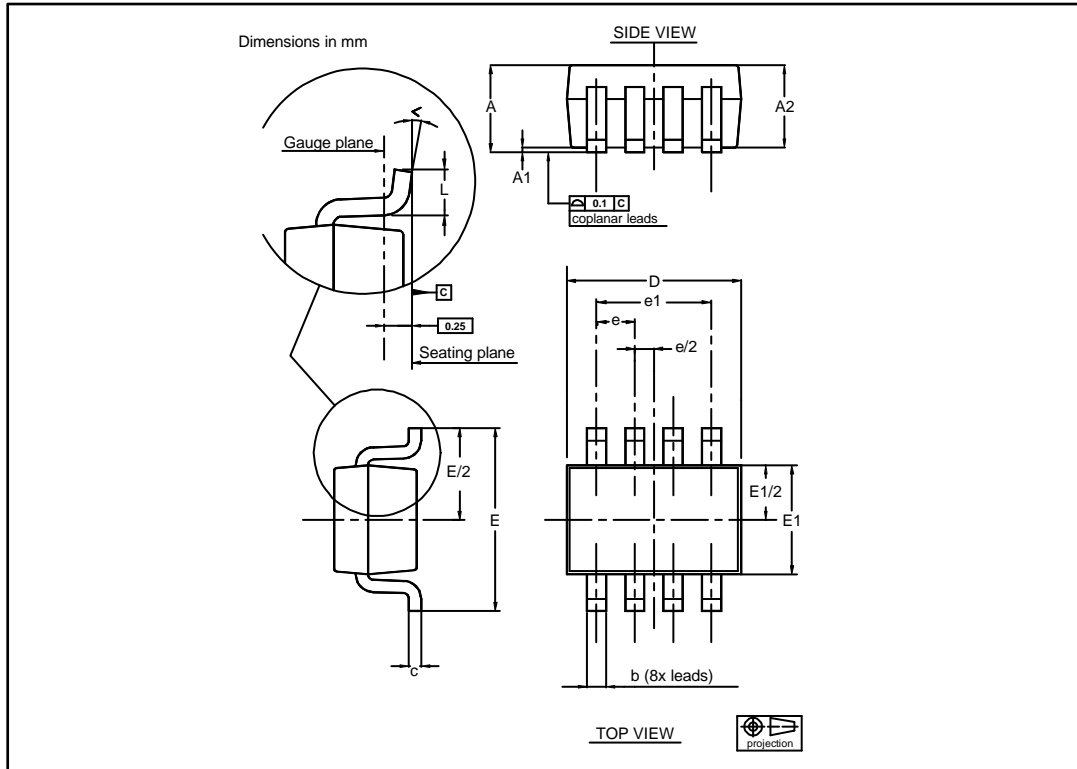 Dimensions in mm
SIDE VIEW
A
A2
A1
0.1 C
coplanar leads
<
Gauge plane
L
C
0.25
Seating plane
D
e1
e
e/2
E/2
E
E1/2
E1
c
b (8x leads)
TOP VIEW
projection